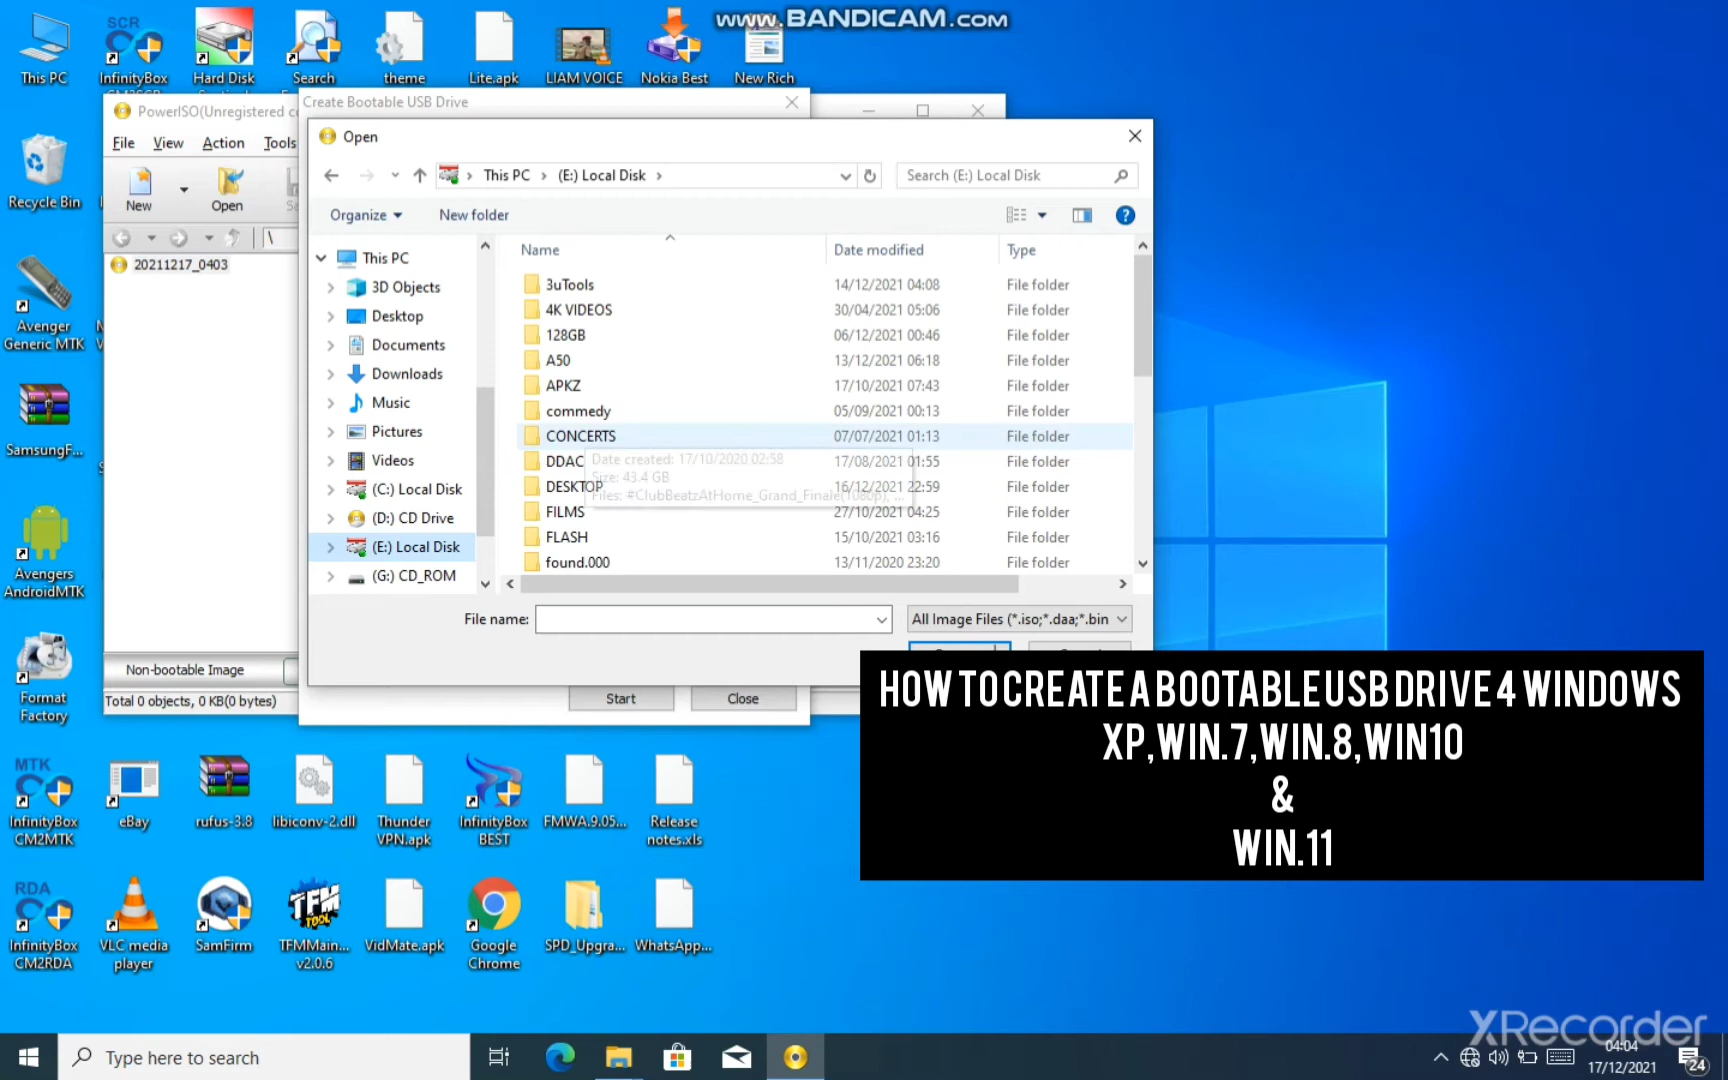 www.BANDICAM.com
This PC
InfinityBox
Hard Disk
Search
theme
Lite.apk
LIAM VOICE
Nokia Best
New Rich
SCR
Recycle Bin
Avenger
Generic MTK
SamsungF...
Avengers
AndroidMTK
Format
Factory
PowerISO(Unregistered
File
View
Action
Tools
New
Open
\
20211217_0403
Non-bootable Image
Total 0 objects, 0 KB(0 bytes)
Create Bootable USB Drive
Start
Close
Open
This PC
(E:) Local Disk
Search (E:) Local Disk
Organize
New folder
This PC
3D Objects
Desktop
Documents
Downloads
Music
Pictures
Videos
(C:) Local Disk
(D:) CD Drive
(E:) Local Disk
(G:) CD_ROM
Name
Date modified
Type
3uTools 14/12/2021 04:08 File folder
4K VIDEOS 30/04/2021 05:06 File folder
128GB 06/12/2021 00:46 File folder
A50 13/12/2021 06:18 File folder
APKZ 17/10/2021 07:43 File folder
commedy 05/09/2021 00:13 File folder
CONCERTS 07/07/2021 01:13 File folder
DDAC 17/08/2021 01:55 File folder
DESKTOP 16/12/2021 22:59 File folder
FILMS 27/10/2021 04:25 File folder
FLASH 15/10/2021 03:16 File folder
found.000 13/11/2020 23:20 File folder
Date created: 17/10/2020 02:58
Size: 43.4 GB
Files: #ClubBeatzAtHome_Grand_Finale(1080p), ...
File name:
All Image Files (*.iso;*.daa;*.bin
HOW TO CREATE A BOOTABLE USB DRIVE 4 WINDOWS
XP,WIN.7,WIN.8,WIN10
&
WIN.11
MTK
InfinityBox
CM2MTK
eBay
rufus-3.8
libiconv-2.dll
Thunder
VPN.apk
InfinityBox
BEST
FMWA.9.05...
Release
notes.xls
RDA
InfinityBox
CM2RDA
VLC media
player
SamFirm
TFM
TOOL
TFMMain...
v2.0.6
VidMate.apk
Google
Chrome
SPD_Upgra...
WhatsApp...
XRecorder
Type here to search
04:04
17/12/2021
24